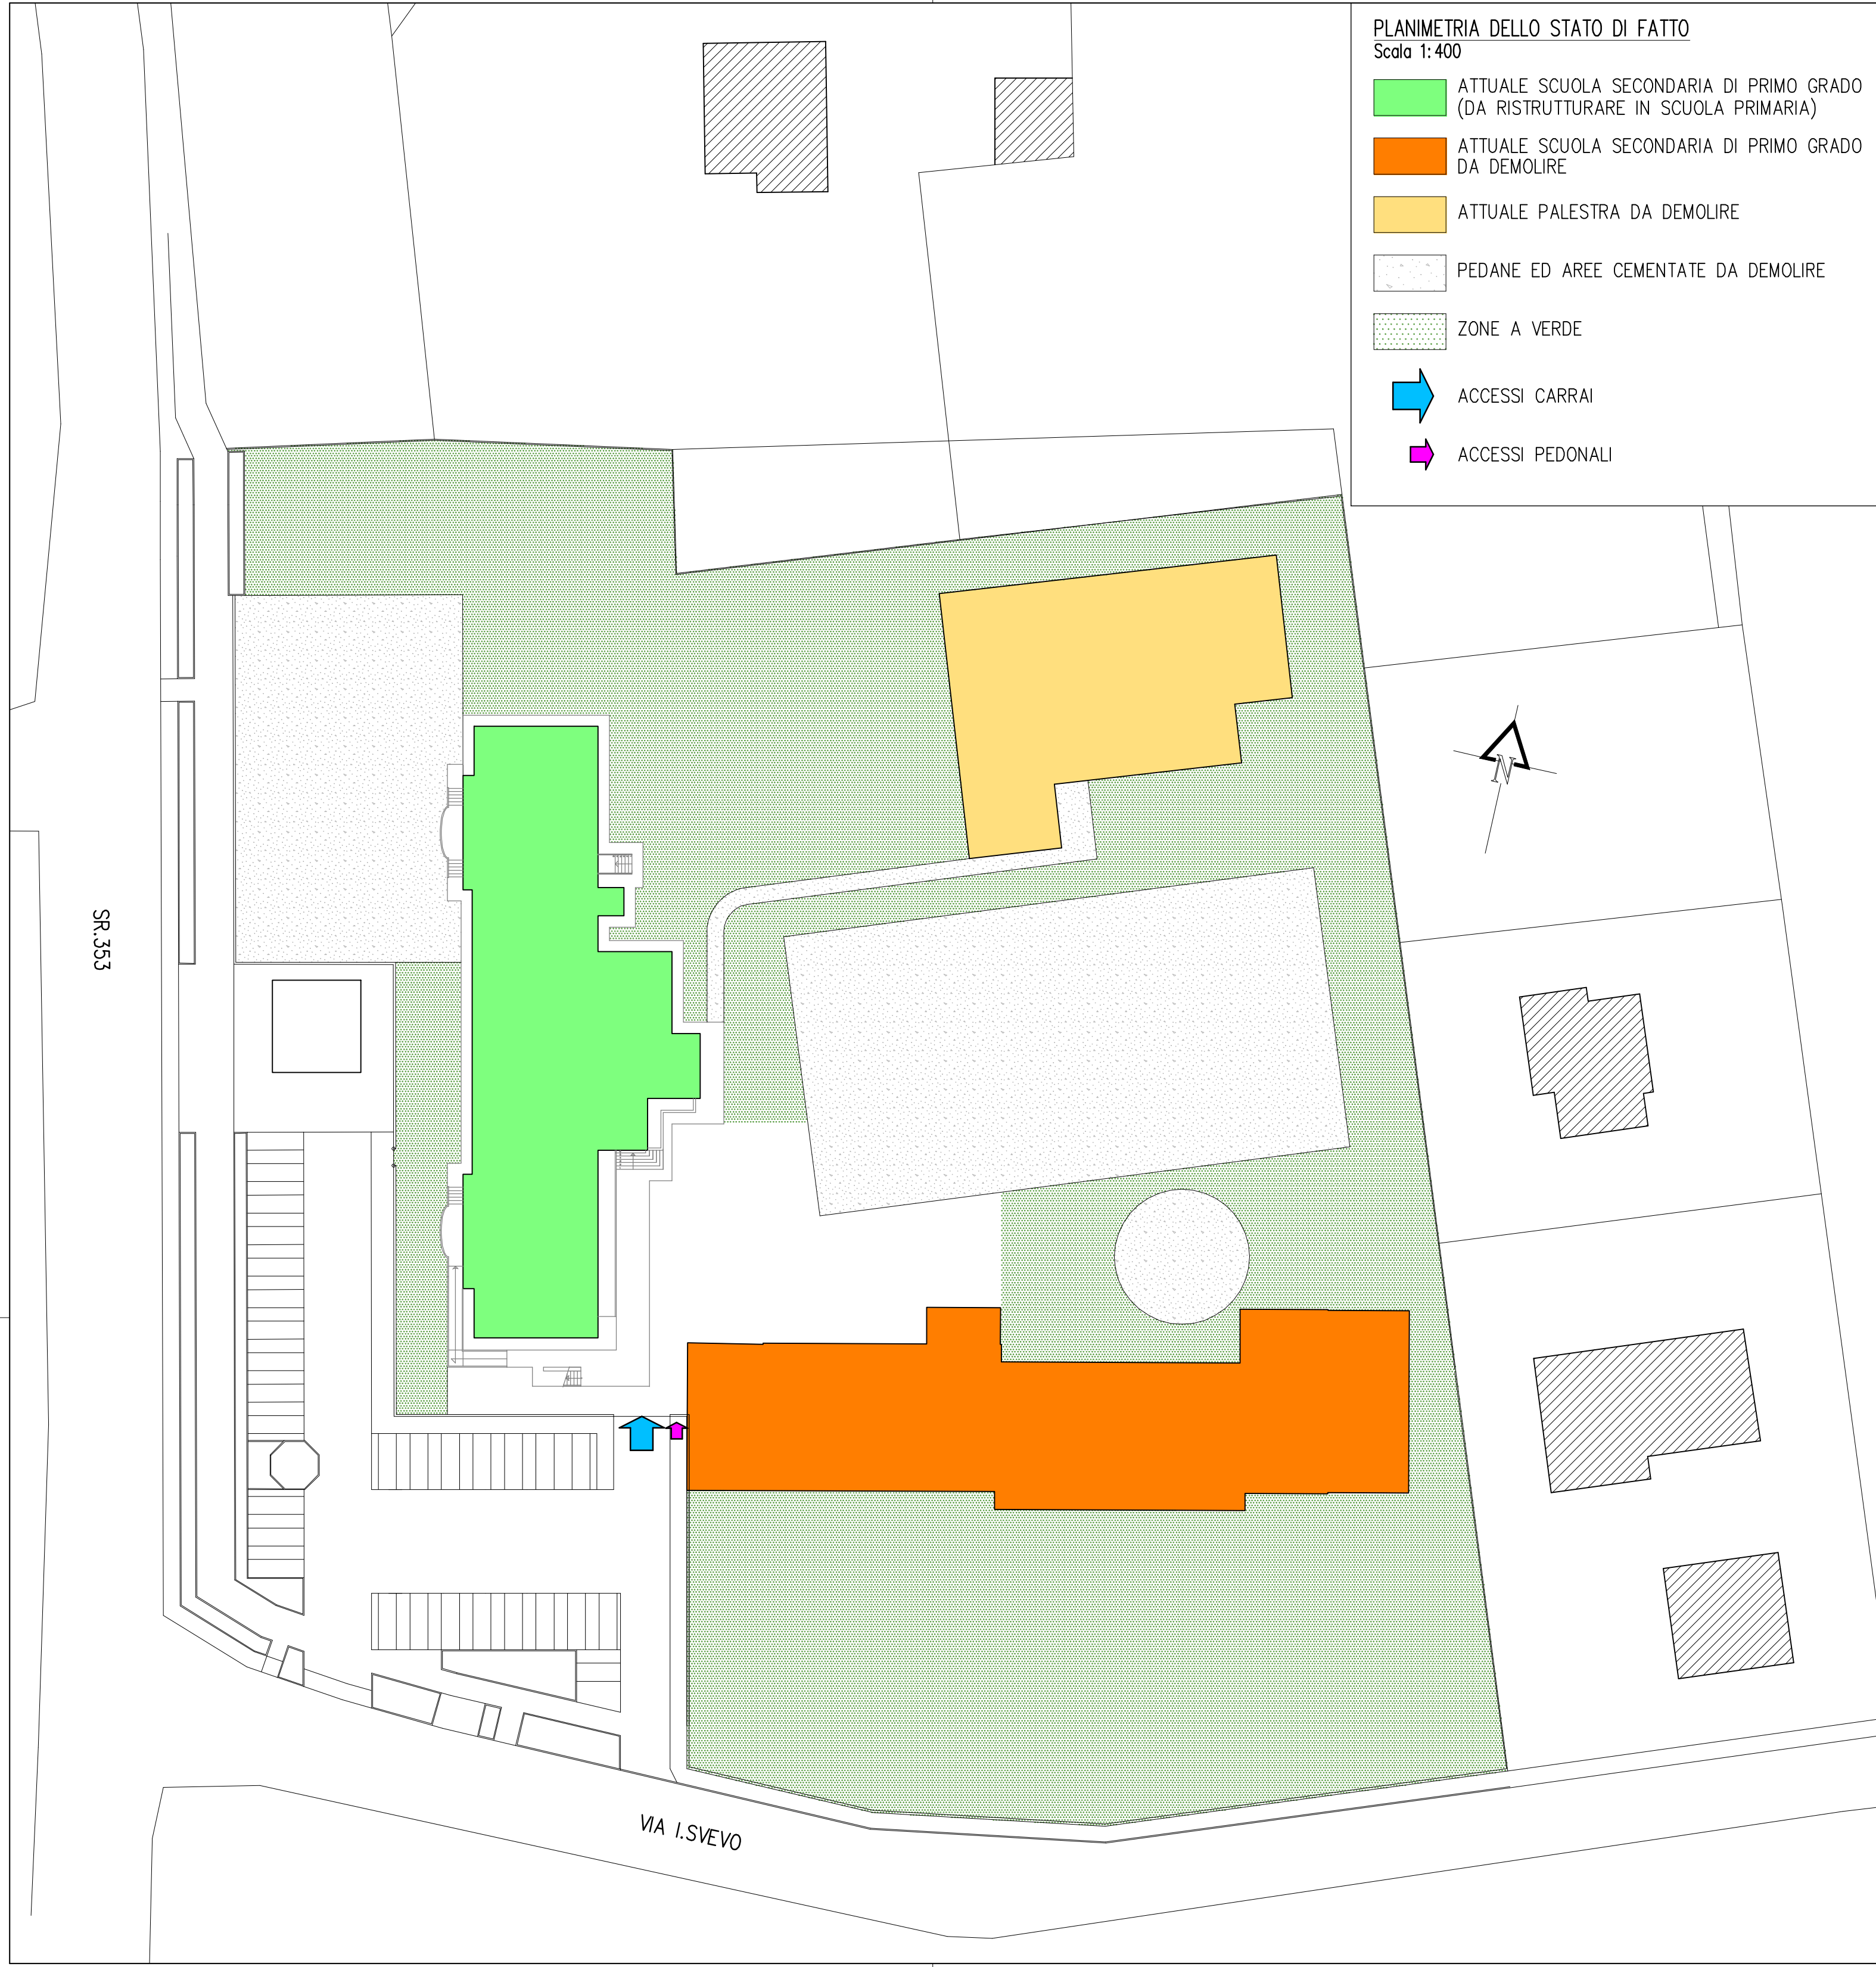 PLANIMETRIA DELLO STATO DI FATTO
Scala 1:400
ATTUALE SCUOLA SECONDARIA DI PRIMO GRADO
(DA RISTRUTTURARE IN SCUOLA PRIMARIA)
ATTUALE SCUOLA SECONDARIA DI PRIMO GRADO
DA DEMOLIRE
ATTUALE PALESTRA DA DEMOLIRE
PEDANE ED AREE CEMENTATE DA DEMOLIRE
ZONE A VERDE
ACCESSI CARRAI
ACCESSI PEDONALI
N
SR.353
VIA I.SVEVO